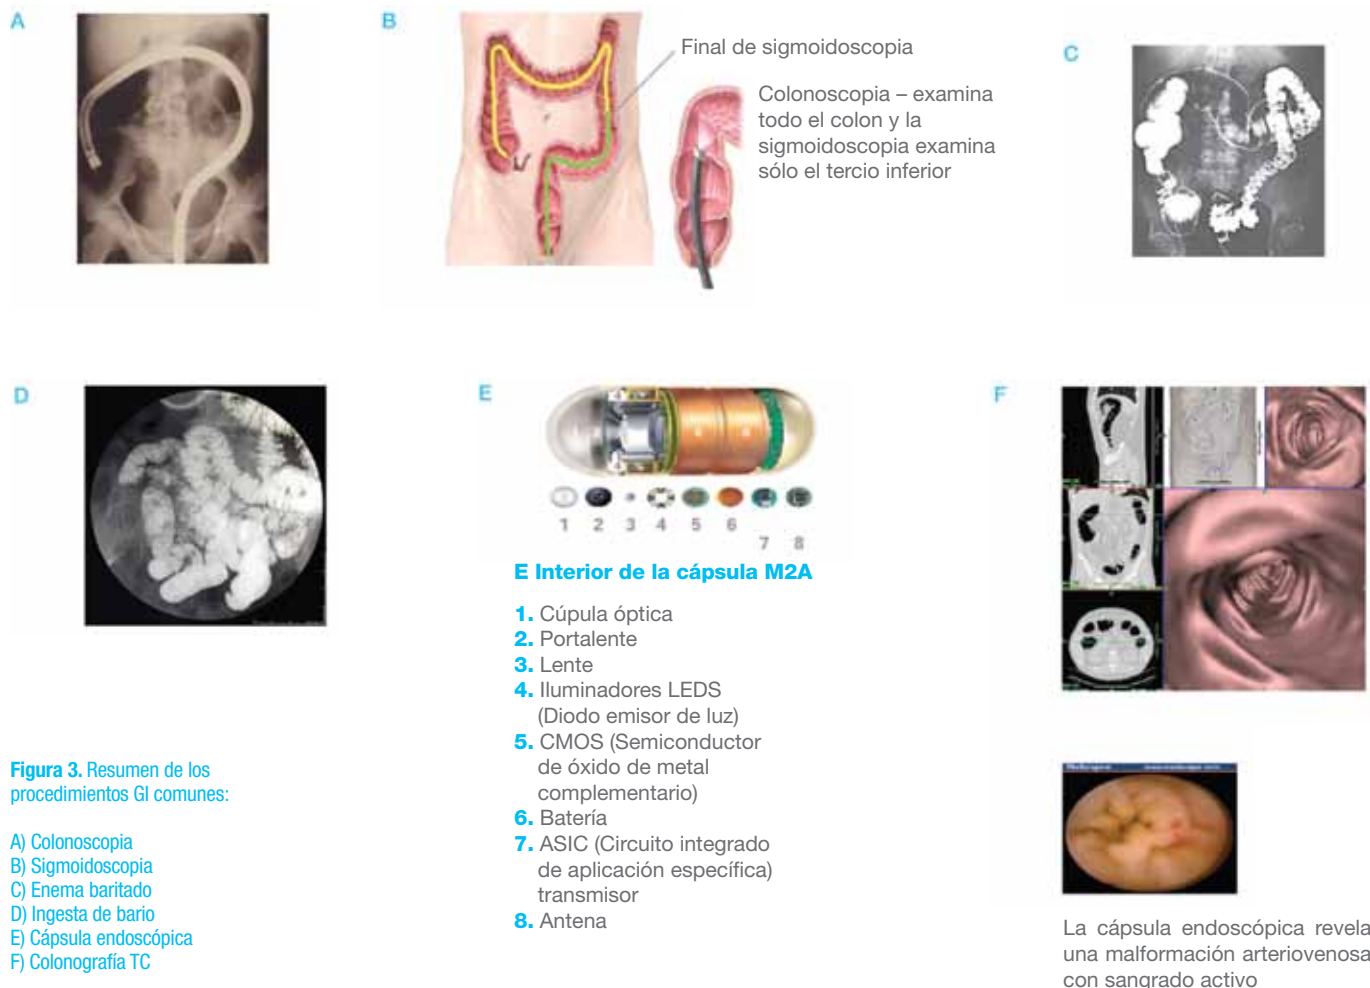 A
B
Final de sigmoidoscopia
Colonoscopia – examina
todo el colon y la
sigmoidoscopia examina
sólo el tercio inferior
C
D
E
1 2 3 4 5 6 7 8
E Interior de la cápsula M2A
1. Cúpula óptica
2. Portalente
3. Lente
4. Iluminadores LEDS
(Diodo emisor de luz)
5. CMOS (Semiconductor
de óxido de metal
complementario)
6. Batería
7. ASIC (Circuito integrado
de aplicación específica)
transmisor
8. Antena
F
La cápsula endoscópica revela
una malformación arteriovenosa
con sangrado activo
Figura 3. Resumen de los
procedimientos GI comunes:
A) Colonoscopia
B) Sigmoidoscopia
C) Enema baritado
D) Ingesta de bario
E) Cápsula endoscópica
F) Colonografía TC